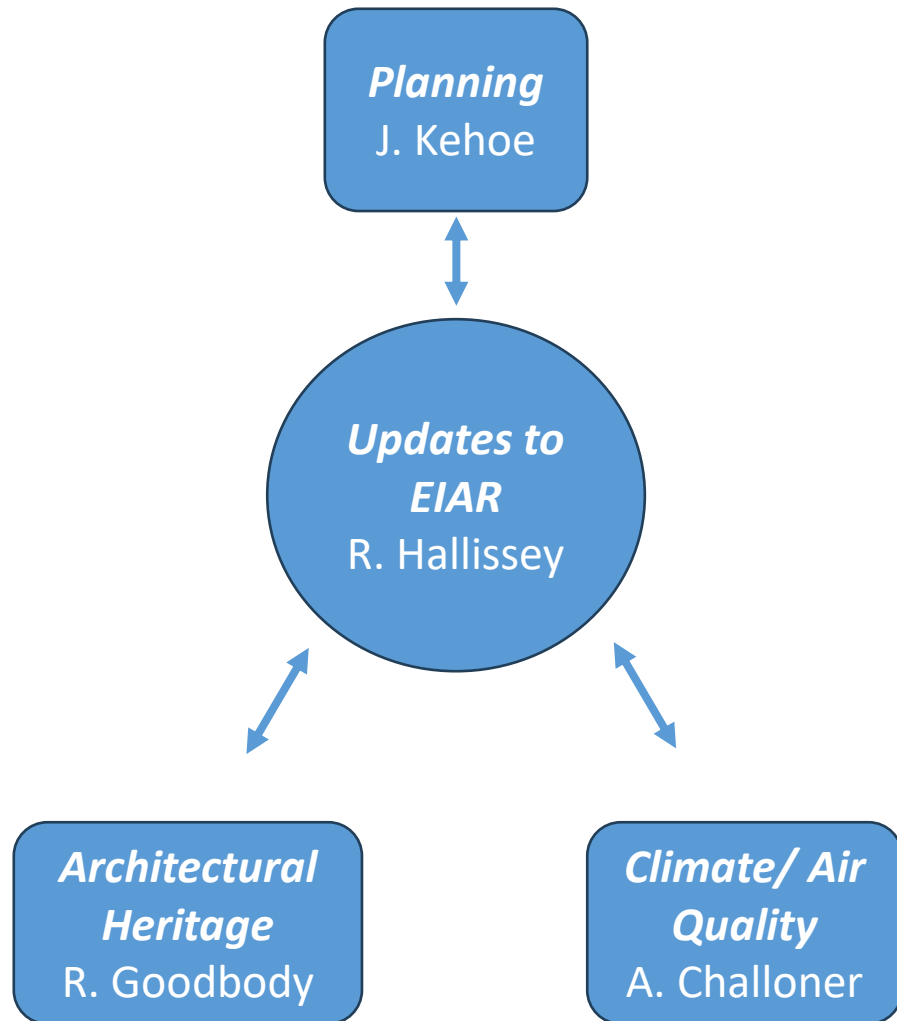 Planning
J. Kehoe
Updates to
EIAR
R. Hallissey
Architectural
Heritage
R. Goodbody
Climate/ Air
Quality
A. Challoner